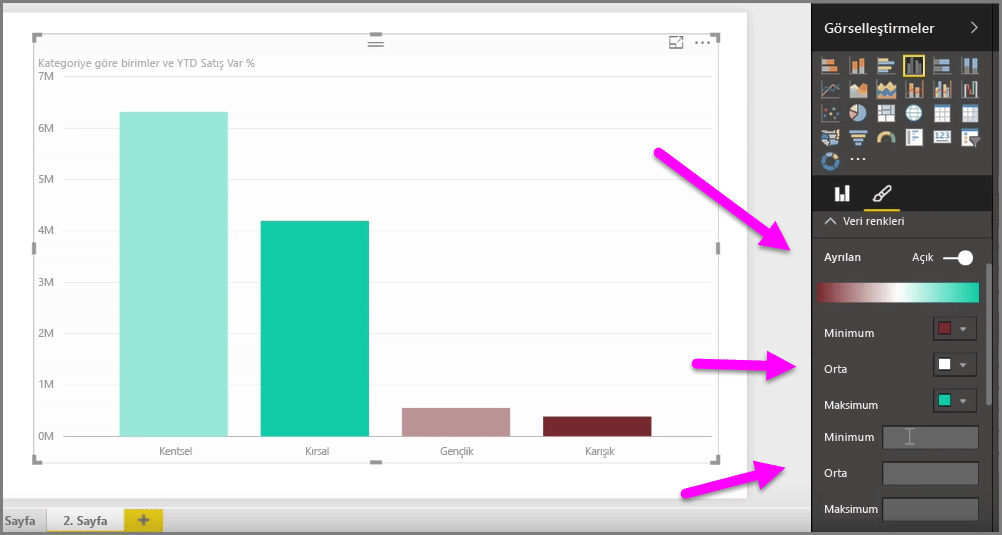 Görselleştirmeler
Kategoriye göre birimler ve YTD Satış Var %
7M
6M
5M
4M
3M
2M
1M
0M
Kentsel
Kırsal
Gençlik
Karışık
123
Veri renkleri
Ayrılan
Açık
Minimum
Orta
Maksimum
Minimum
Orta
Maksimum
Sayfa
2. Sayfa